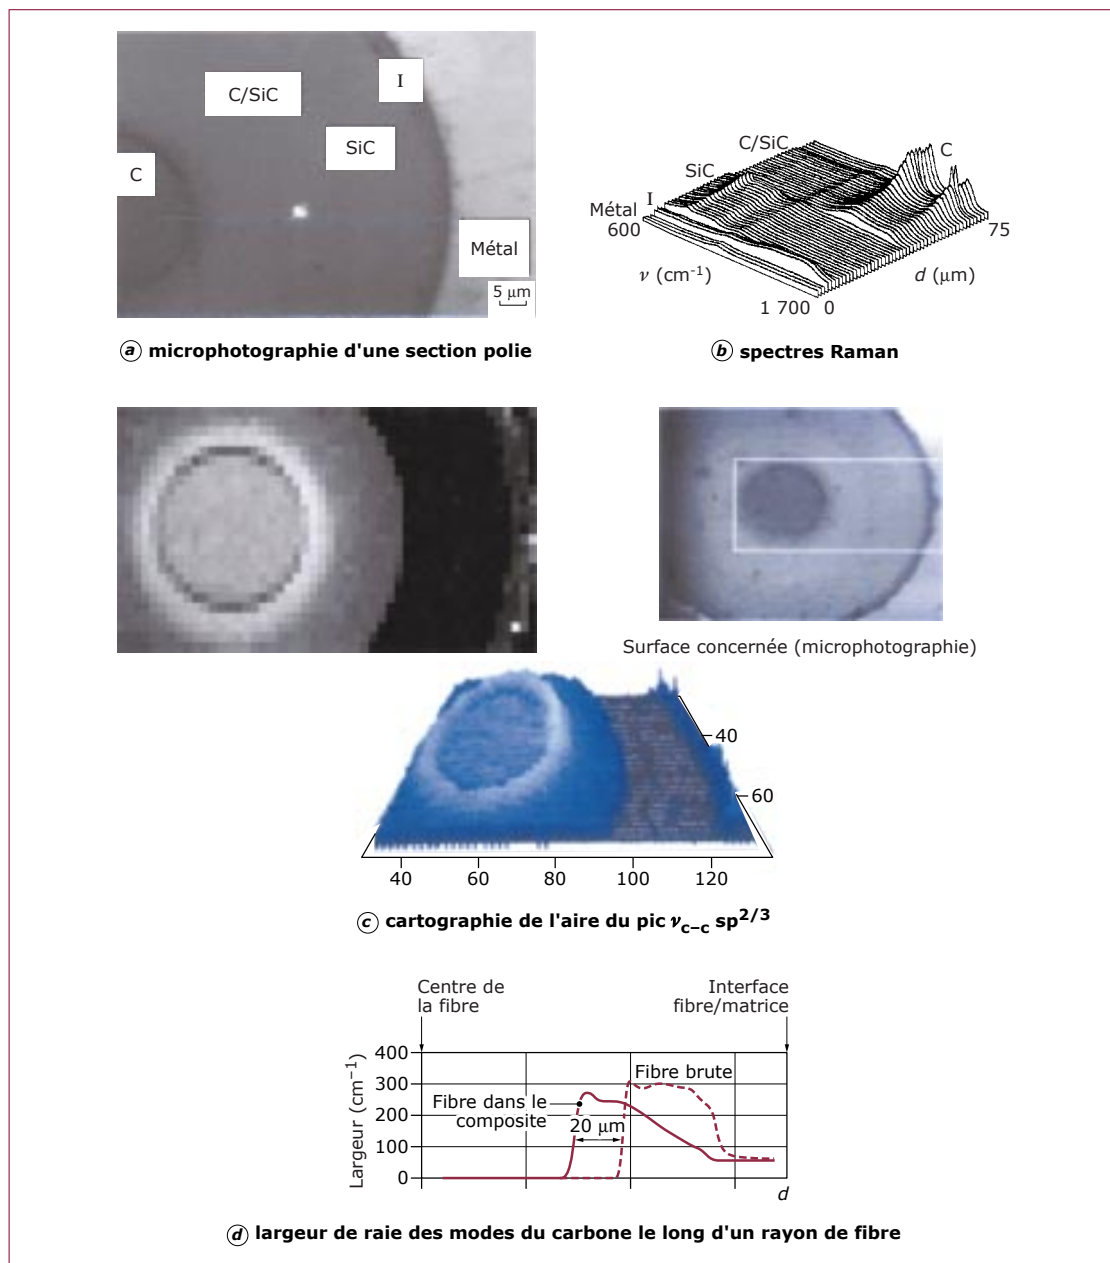 C/SiC
I
SiC
C
Métal
5 μm
ⓐ microphotographie d'une section polie
C/SiC
C
SiC
I
Métal
600
75
ν (cm⁻¹)
d (μm)
1 700 0
ⓑ spectres Raman
Surface concernée (microphotographie)
40
60
40 60 80 100 120
ⓒ cartographie de l'aire du pic ν_c–c sp²/³
Centre de
la fibre
Interface
fibre/matrice
Largeur (cm⁻¹)
400
300
200
100
0
Fibre brute
Fibre dans le
composite
20 μm
d
ⓓ largeur de raie des modes du carbone le long d'un rayon de fibre